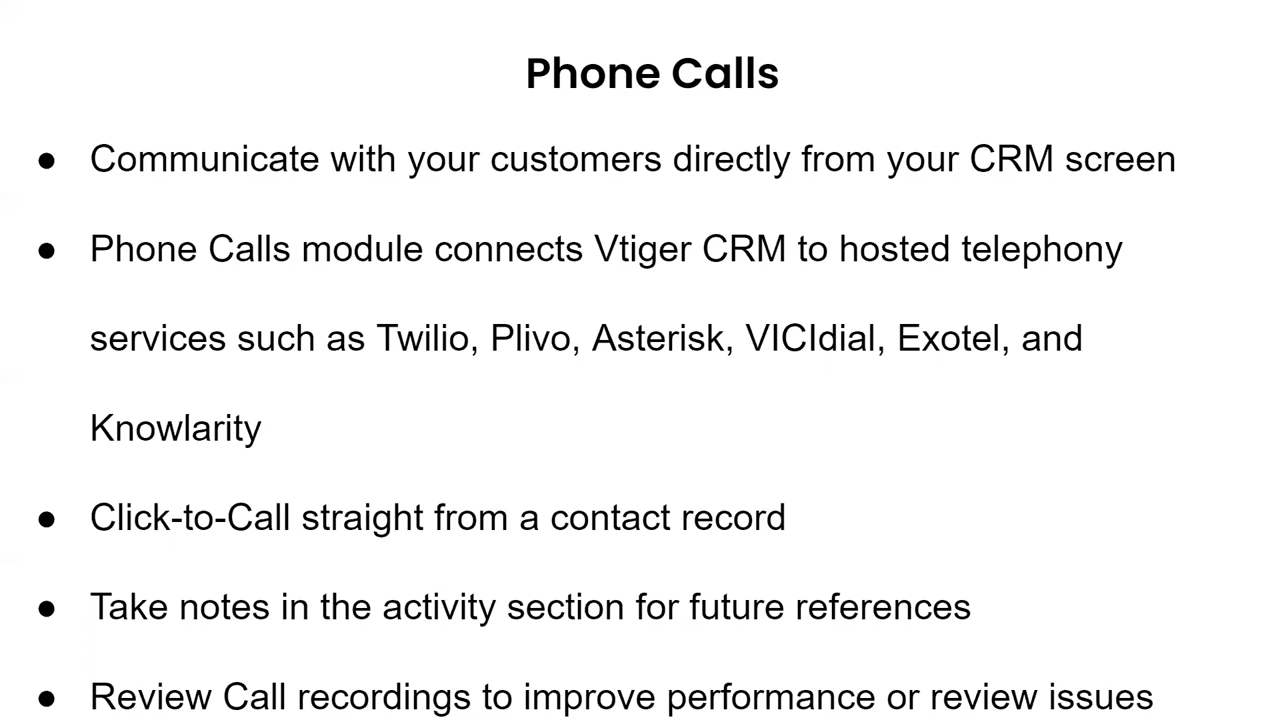 Phone Calls
● Communicate with your customers directly from your CRM screen
● Phone Calls module connects Vtiger CRM to hosted telephony
services such as Twilio, Plivo, Asterisk, VICIdial, Exotel, and
Knowlarity
● Click-to-Call straight from a contact record
● Take notes in the activity section for future references
● Review Call recordings to improve performance or review issues